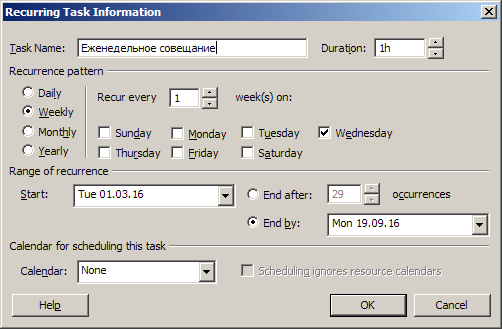 Recurring Task Information
Task Name: Еженедельное совещание Duration: 1h
Recurrence pattern
Daily Recur every 1 week(s) on:
Weekly
Monthly Sunday Monday Tuesday Wednesday
Yearly Thursday Friday Saturday
Range of recurrence
Start: Tue 01.03.16 End after: 29 occurrences
End by: Mon 19.09.16
Calendar for scheduling this task
Calendar: None Scheduling ignores resource calendars
Help OK Cancel